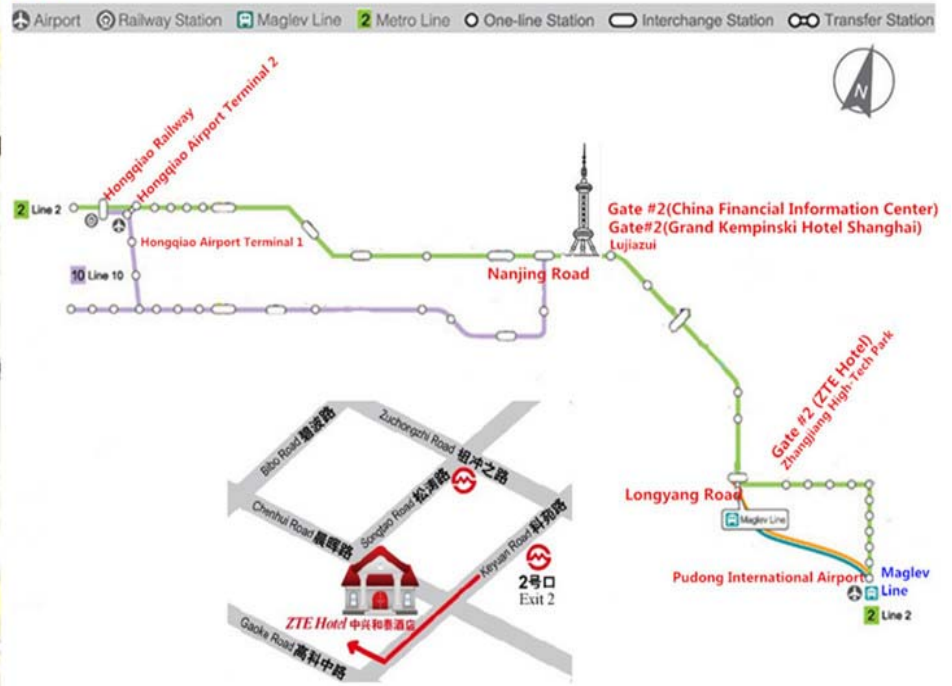 Airport Railway Station Maglev Line 2 Metro Line One-line Station Interchange Station Transfer Station
N
Hongqiao Railway
Hongqiao Airport Terminal 2
2 Line 2
Hongqiao Airport Terminal 1
10 Line 10
Nanjing Road
Gate #2(China Financial Information Center)
Gate#2(Grand Kempinski Hotel Shanghai)
Lujiazui
Gate #2 (ZTE Hotel)
Zhangjiang High-Tech Park
Longyang Road
Maglev Line
Pudong International Airport
Maglev
Line
2 Line 2
Bibo Road 碧波路
Zuchongzhi Road 祖冲之路
Chenhui Road 晨晖路
Songtao Road 松涛路
Keyuan Road 科苑路
2号口
Exit 2
ZTE Hotel 中兴和泰酒店
Gaoke Road 高科中路